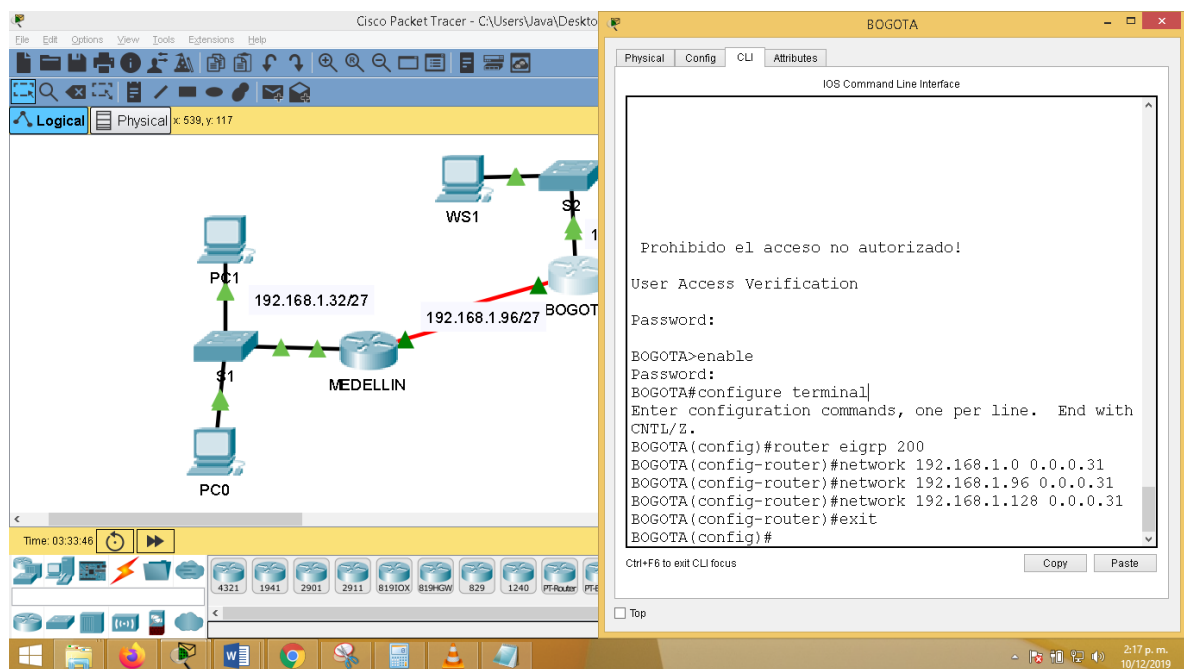 Cisco Packet Tracer - C:\Users\Java\Deskto
File Edit Options View Tools Extensions Help
Logical Physical x: 539, y: 117
WS1
S2
1
PC1
192.168.1.32/27
192.168.1.96/27
BOGOT
S1
MEDELLIN
PC0
Time: 03:33:46
4321 1941 2901 2911 819IOX 819HGW 829 1240 PT-Router PT-E
BOGOTA
Physical Config CLI Attributes
IOS Command Line Interface
Prohibido el acceso no autorizado!
User Access Verification
Password:
BOGOTA>enable
Password:
BOGOTA#configure terminal
Enter configuration commands, one per line. End with
CNTL/Z.
BOGOTA(config)#router eigrp 200
BOGOTA(config-router)#network 192.168.1.0 0.0.0.31
BOGOTA(config-router)#network 192.168.1.96 0.0.0.31
BOGOTA(config-router)#network 192.168.1.128 0.0.0.31
BOGOTA(config-router)#exit
BOGOTA(config)#
Ctrl+F6 to exit CLI focus
Copy Paste
Top
2:17 p. m.
10/12/2019